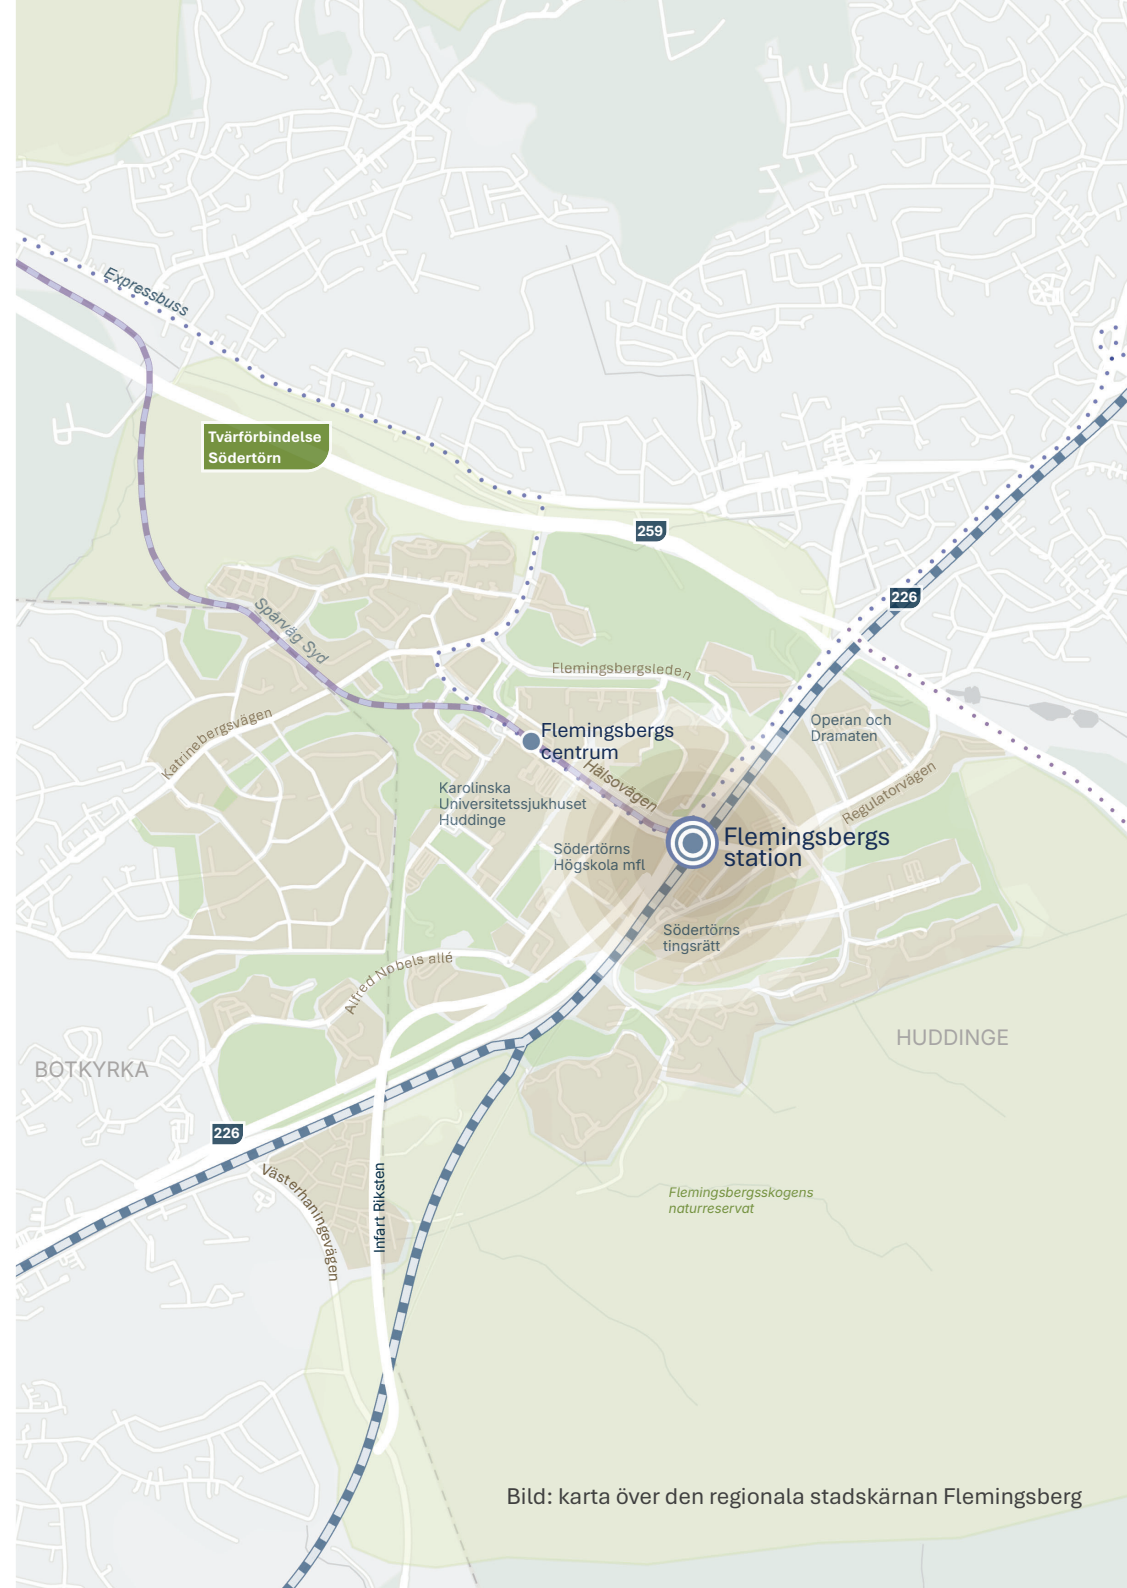 Expressbuss
Tvärförbindelse
Södertörn
259
226
Spårväg Syd
Flemingsbergsleden
Katrinebergsvägen
Operan och
Dramaten
Flemingsbergs
centrum
Hälsovägen
Karolinska
Universitetssjukhuset
Huddinge
Regulatorvägen
Flemingsbergs
station
Södertörns
Högskola mfl
Södertörns
tingsrätt
Alfred Nobels allé
HUDDINGE
BOTKYRKA
226
Västerhaningevägen
Infart Riksten
Flemingsbergsskogens
naturreservat
Bild: karta över den regionala stadskärnan Flemingsberg